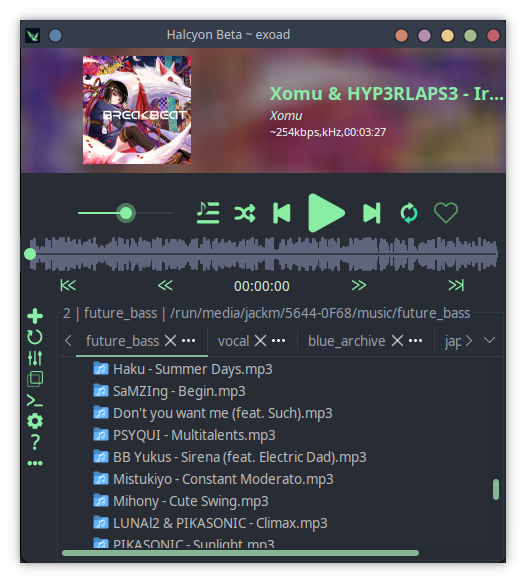 Halcyon Beta ~ exoad
BREAKBEAT
Xomu & HYP3RLAPS3 - Ir...
Xomu
~254kbps,kHz,00:03:27
00:00:00
2 | future_bass | /run/media/jackm/5644-0F68/music/future_bass
future_bass vocal blue_archive jap
Haku - Summer Days.mp3
SaMZIng - Begin.mp3
Don't you want me (feat. Such).mp3
PSYQUI - Multitalents.mp3
BB Yukus - Sirena (feat. Electric Dad).mp3
Mistukiyo - Constant Moderato.mp3
Mihony - Cute Swing.mp3
LUNAl2 & PIKASONIC - Climax.mp3
PIKASONIC - Sunlight.mp3